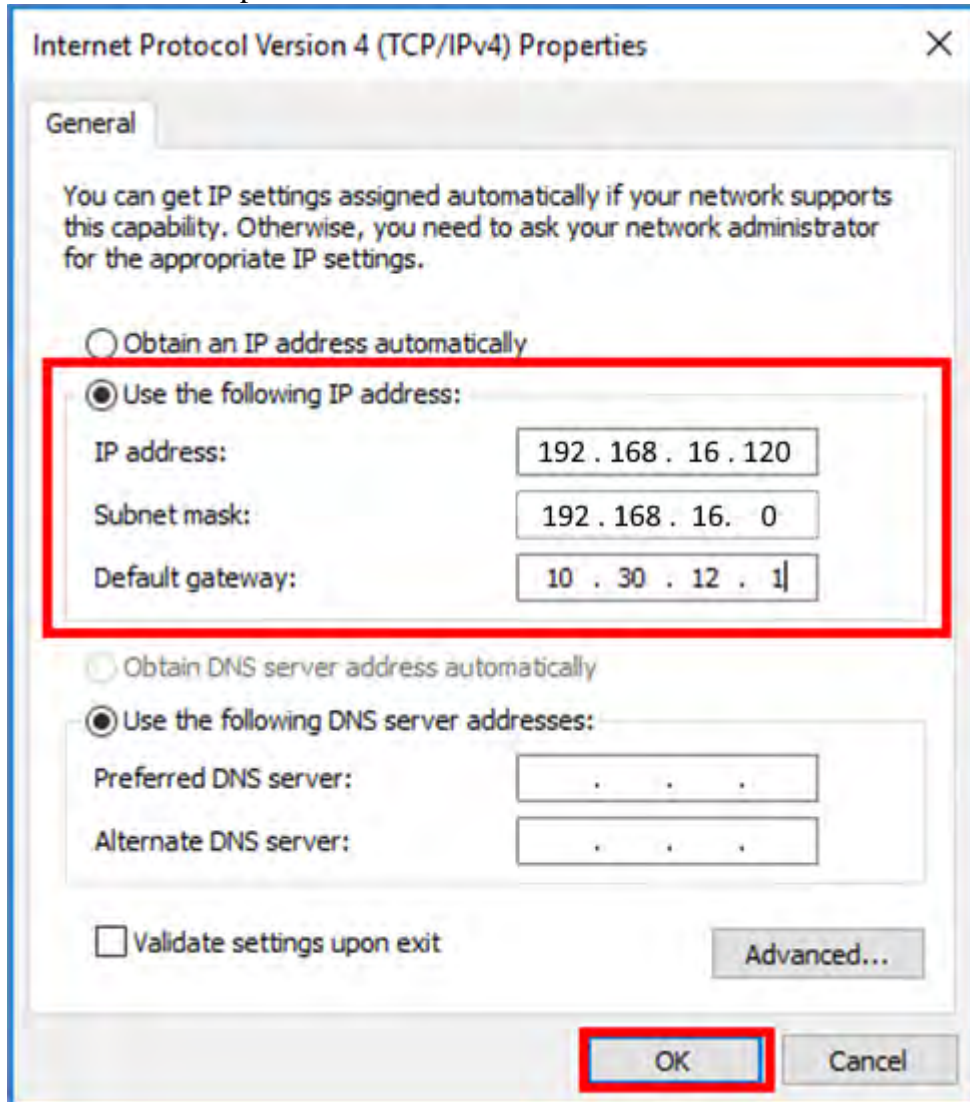 Internet Protocol Version 4 (TCP/IPv4) Properties
General
You can get IP settings assigned automatically if your network supports
this capability. Otherwise, you need to ask your network administrator
for the appropriate IP settings.
Obtain an IP address automatically
Use the following IP address:
IP address: 192 . 168 . 16 . 120
Subnet mask: 192 . 168 . 16. 0
Default gateway: 10 . 30 . 12 . 1
Obtain DNS server address automatically
Use the following DNS server addresses:
Preferred DNS server: . . .
Alternate DNS server: . . .
Validate settings upon exit
Advanced...
OK Cancel